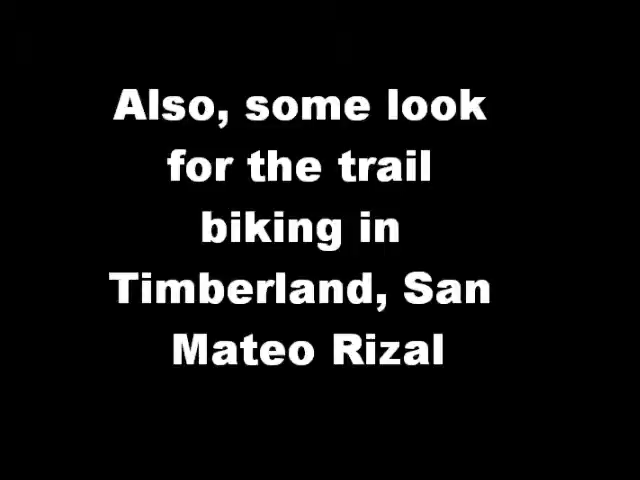 Also, some look
for the trail
biking in
Timberland, San
Mateo Rizal